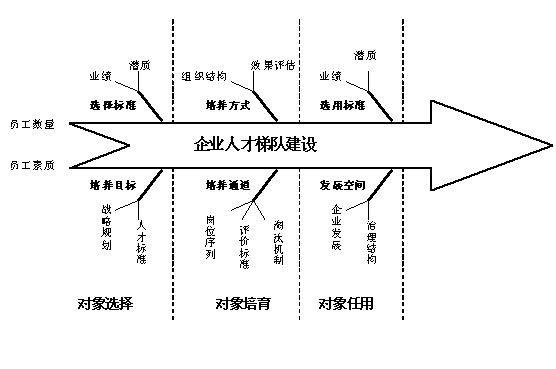 潜质
效果评估
潜质
业绩
组织结构
业绩
选择标准
培养方式
选用标准
员工数量
企业人才梯队建设
员工素质
培养目标
培养通道
发展空间
战略规划
人才标准
岗位序列
评价标准
淘汰机制
企业发展
治理结构
对象选择
对象培育
对象任用